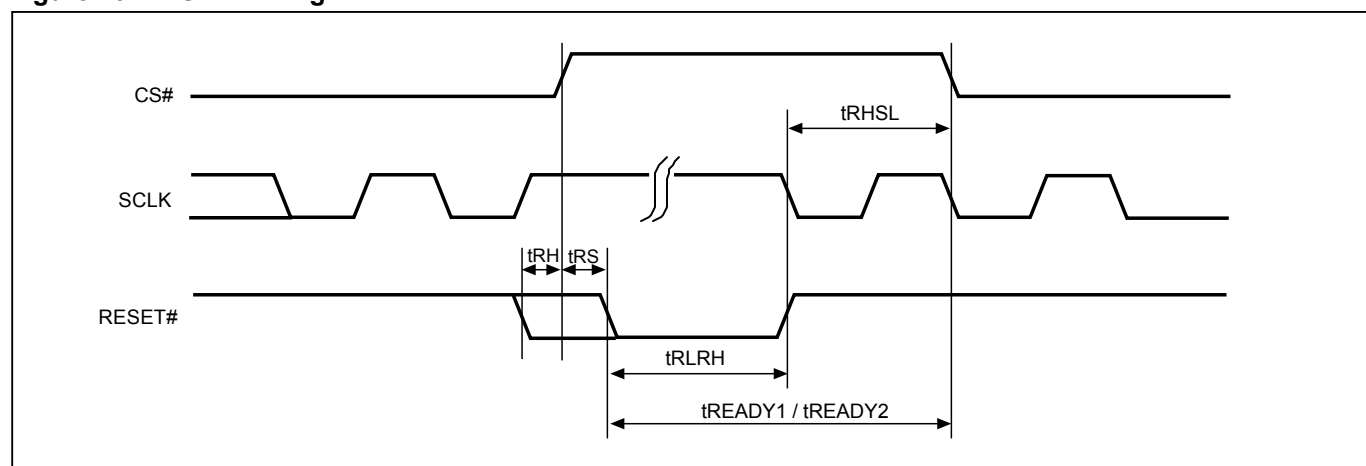 CS#
tRHSL
SCLK
tRH tRS
RESET#
tRLRH
tREADY1 / tREADY2